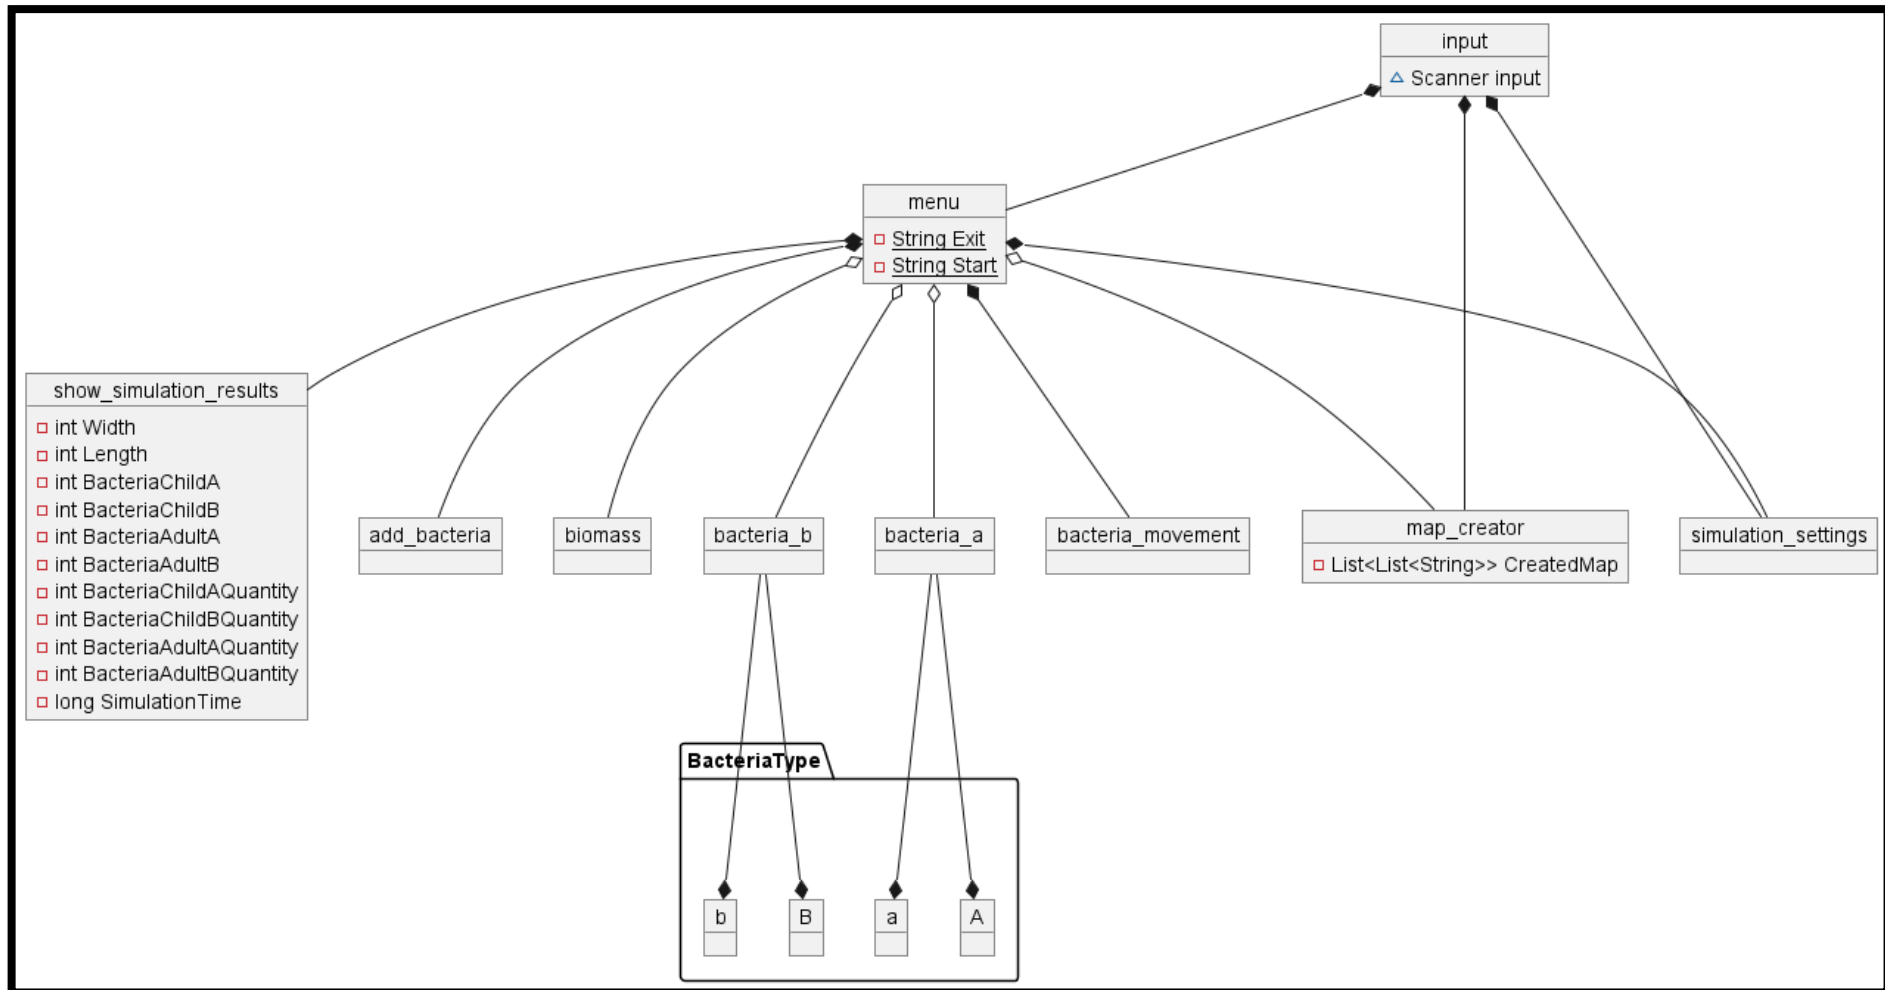 input
Scanner input
menu
String Exit
String Start
show_simulation_results
int Width
int Length
int BacteriaChildA
int BacteriaChildB
int BacteriaAdultA
int BacteriaAdultB
int BacteriaChildAQuantity
int BacteriaChildBQuantity
int BacteriaAdultAQuantity
int BacteriaAdultBQuantity
long SimulationTime
add_bacteria
biomass
bacteria_b
bacteria_a
bacteria_movement
map_creator
List<List<String>> CreatedMap
simulation_settings
BacteriaType
b
B
a
A